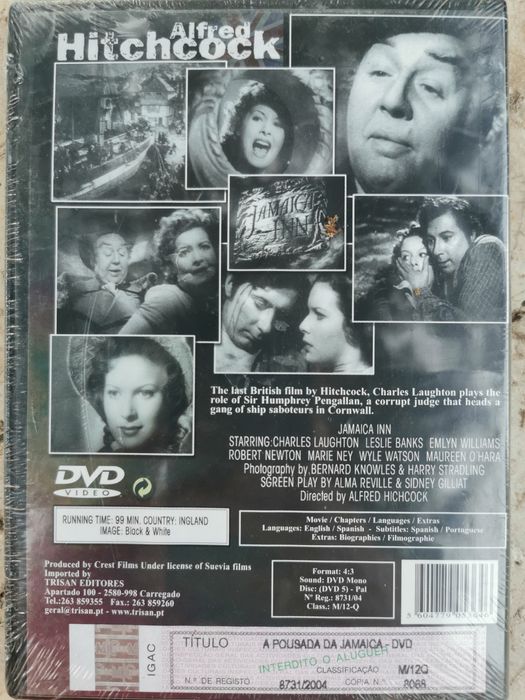 Alfred
Hitchcock
JAMAICA
INN
The last British film by Hitchcock, Charles Laughton plays the
role of Sir Humphrey Pengallan, a corrupt judge that heads a
gang of ship saboteurs in Cornwall.
JAMAICA INN
STARRING:CHARLES LAUGHTON LESLIE BANKS EMLYN WILLIAMS
ROBERT NEWTON MARIE NEY WYLE WATSON MAUREEN O'HARA
Photography by.BERNARD KNOWLES & HARRY STRADLING
SGREEN PLAY BY ALMA REVILLE & SIDNEY GILLIAT
Directed by ALFRED HICHCOCK
DVD
VIDEO
RUNNING TIME: 99 MIN. COUNTRY: INGLAND
IMAGE: Black & White
Movie / Chapters / Languages / Extras
Languages: English / Spanish - Subtitles: Spanish / Portuguese
Extras: Biographies / Filmographie
Produced by Crest Films Under license of Suevia films
Imported by
TRISAN EDITORES
Apartado 100 - 2580-998 Carregado
Tel.:263 859355 Fax.: 263 859260
geral@trisan.pt - www.trisan.pt
Format: 4:3
Sound: DVD Mono
Disc: (DVD 5) - Pal
Nº Reg.: 8731/04
Class.: M/12-Q
IGAC
TÍTULO
A POUSADA DA JAMAICA - DVD
INTERDITO O ALUGUER
CLASSIFICAÇÃO
M/12Q
N.º DE REGISTO
8731/2004
CÓPIA N.º